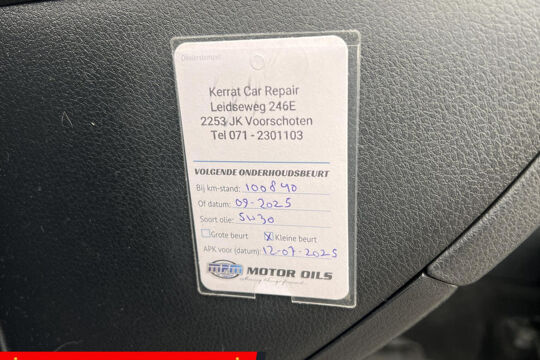 Dealerstempel
Kerrat Car Repair
Leidseweg 246E
2253 JK Voorschoten
Tel 071 - 2301103
VOLGENDE ONDERHOUDSBEURT
Bij km-stand: 100840
Of datum: 09-2025
Soort olie: 5W30
Grote beurt Kleine beurt
APK voor (datum): 12-07-2025
MPM MOTOR OILS